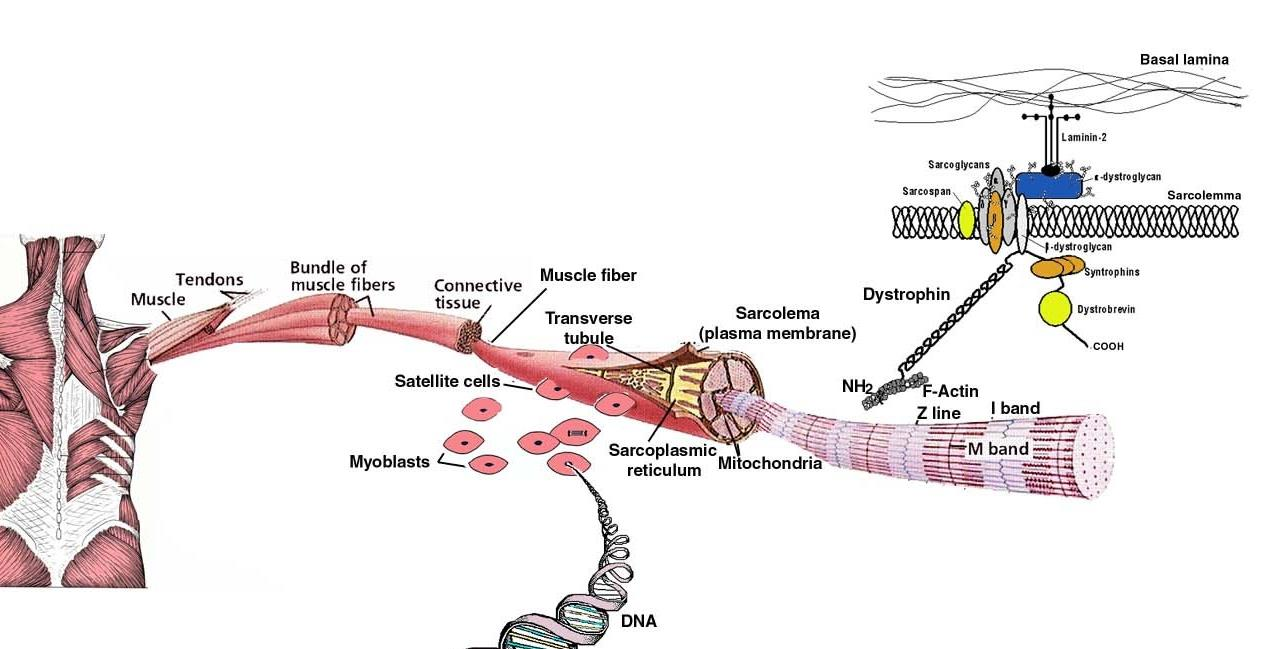 Basal lamina
Laminin-2
Sarcoglycans
ε-dystroglycan
Sarcospan
Sarcolemma
β-dystroglycan
Syntrophins
Dystrophin
Dystrobrevin
COOH
NH2
F-Actin
Z line
I band
M band
Tendons
Muscle
Bundle of
muscle fibers
Connective
tissue
Muscle fiber
Transverse
tubule
Sarcolema
(plasma membrane)
Satellite cells
Myoblasts
Sarcoplasmic
reticulum
Mitochondria
DNA